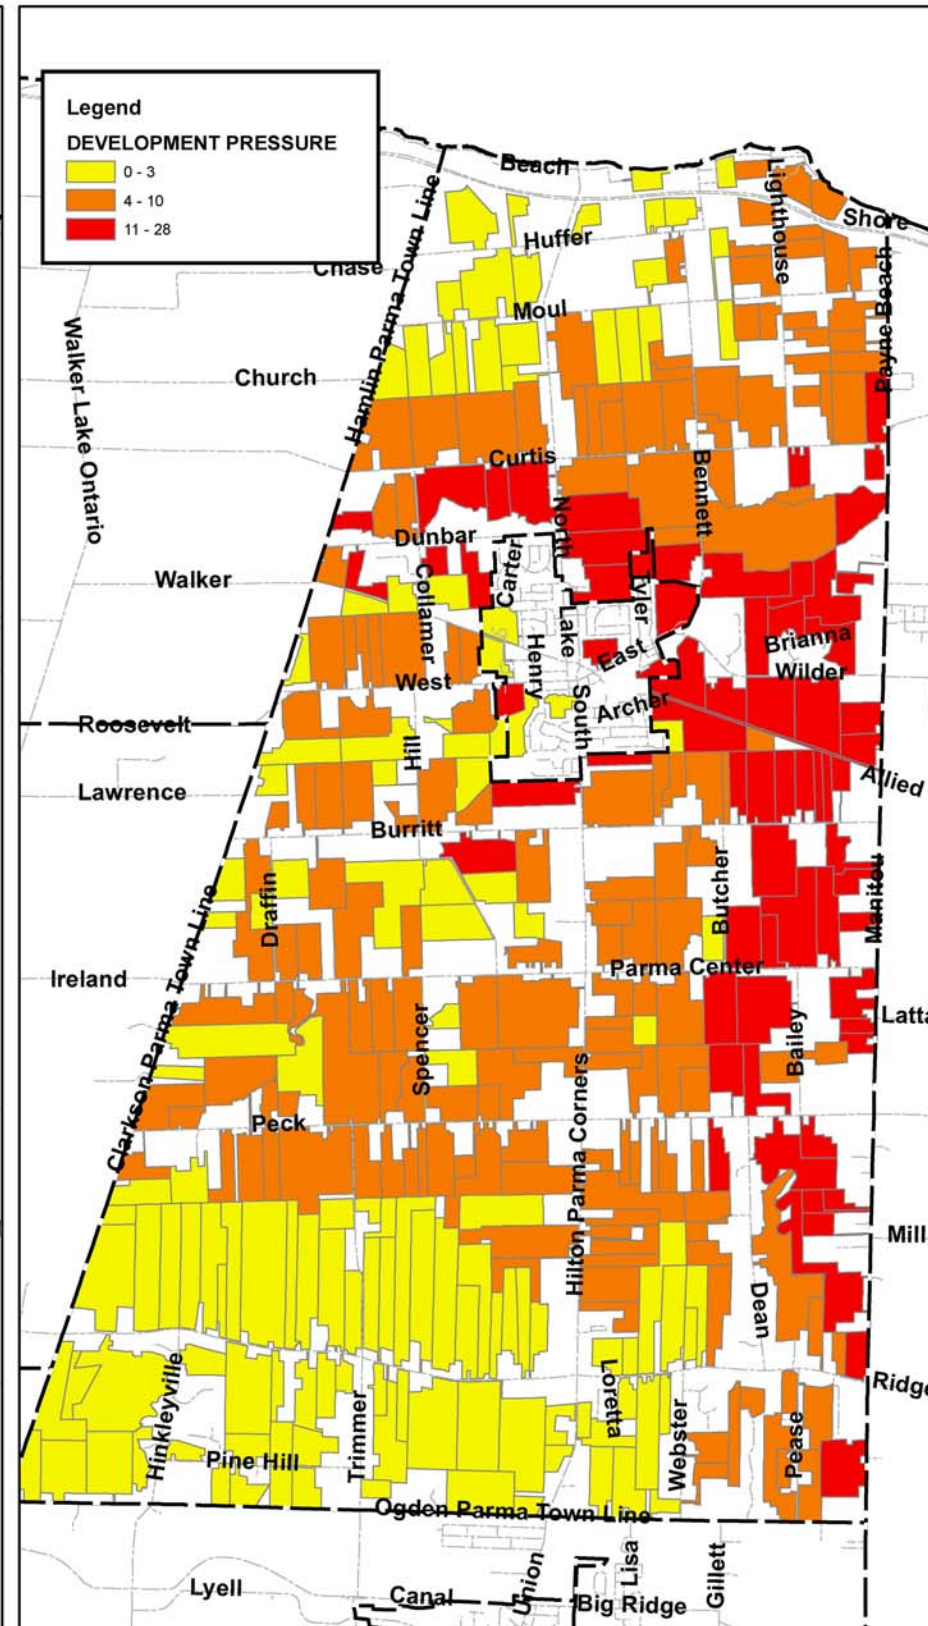 Legend
DEVELOPMENT PRESSURE
0 - 3
4 - 10
11 - 28
Beach
Lighthouse
Shore
Huffer
Chase
Hamlin Parma Town Line
Moul
Payne Beach
Walker Lake Ontario
Church
Curtis
Bennett
North
Dunbar
Carter
Walker
Collamer
Tyler
Lake
Henry
East
Brianna
Wilder
West
South
Archer
Roosevelt
Hill
Allied
Lawrence
Burritt
Butcher
Manitou
Draffin
Clarkson Parma Town Line
Parma Center
Ireland
Latta
Spencer
Bailey
Hilton Parma Corners
Peck
Mill
Dean
Loretta
Ridge
Hinkleyville
Trimmer
Webster
Pease
Pine Hill
Ogden Parma Town Line
Union
Lisa
Gillett
Lyell
Canal
Big Ridge